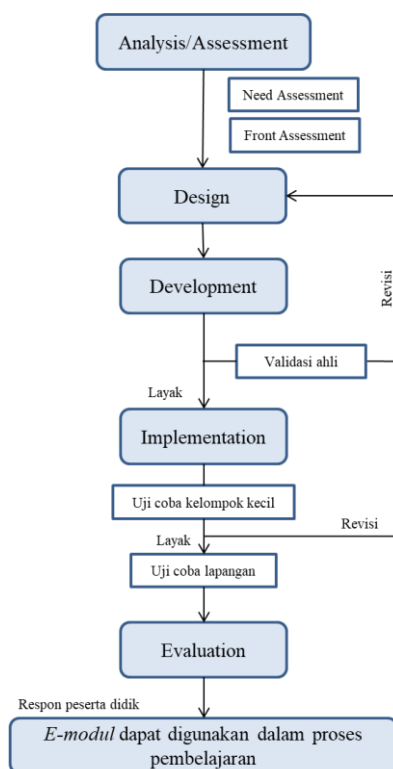 Analysis/Assessment
Need Assessment
Front Assessment
Design
Development
Revisi
Validasi ahli
Layak
Implementation
Uji coba kelompok kecil
Revisi
Layak
Uji coba lapangan
Evaluation
Respon peserta didik
E-modul dapat digunakan dalam proses
pembelajaran